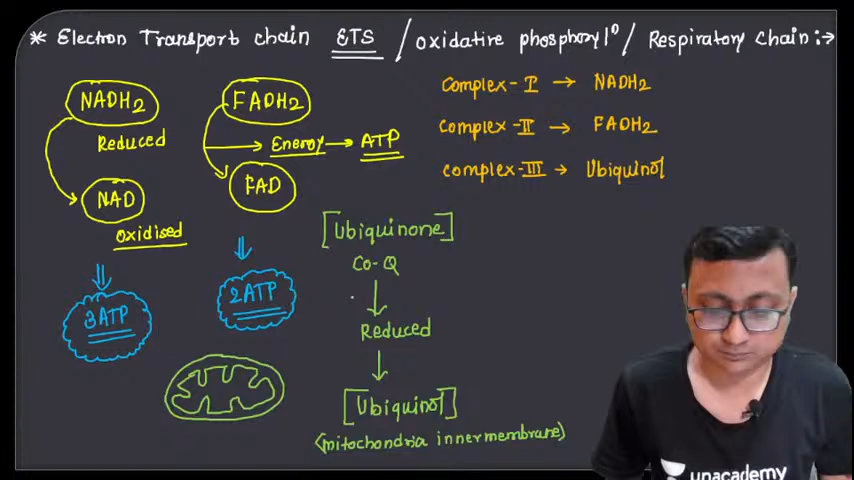 * Electron Transport chain ETS / oxidative phosphoryl⁰ / Respiratory chain :→
NADH2
Reduced
NAD
oxidised
3ATP
FADH2
Energy → ATP
FAD
2ATP
[Ubiquinone]
Co-Q
Reduced
[Ubiquinol]
(mitochondria innermembrane)
Complex - I → NADH2
Complex - II → FADH2
complex - III → Ubiquinol
unacademy